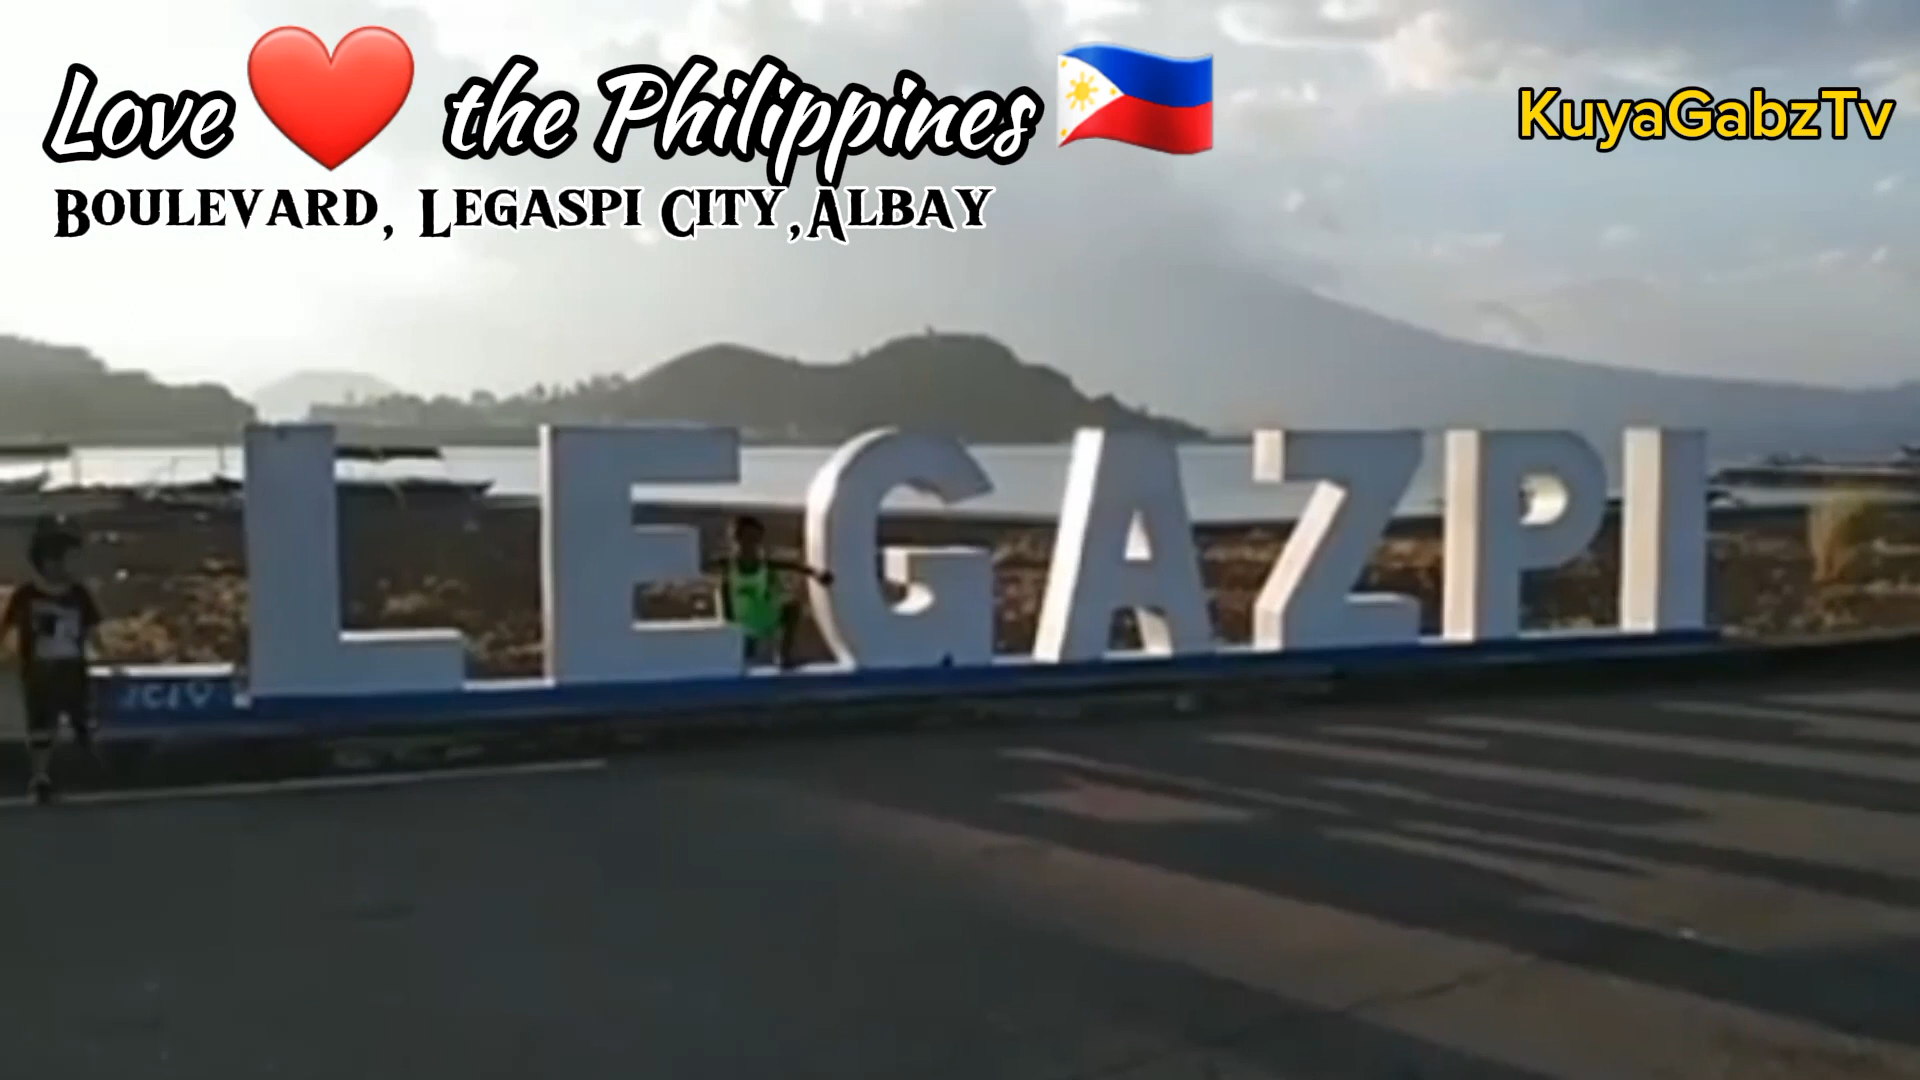 Love ❤️ the Philippines 🇵🇭
KuyaGabzTv
BOULEVARD, LEGASPI CITY,ALBAY
LEGAZPI